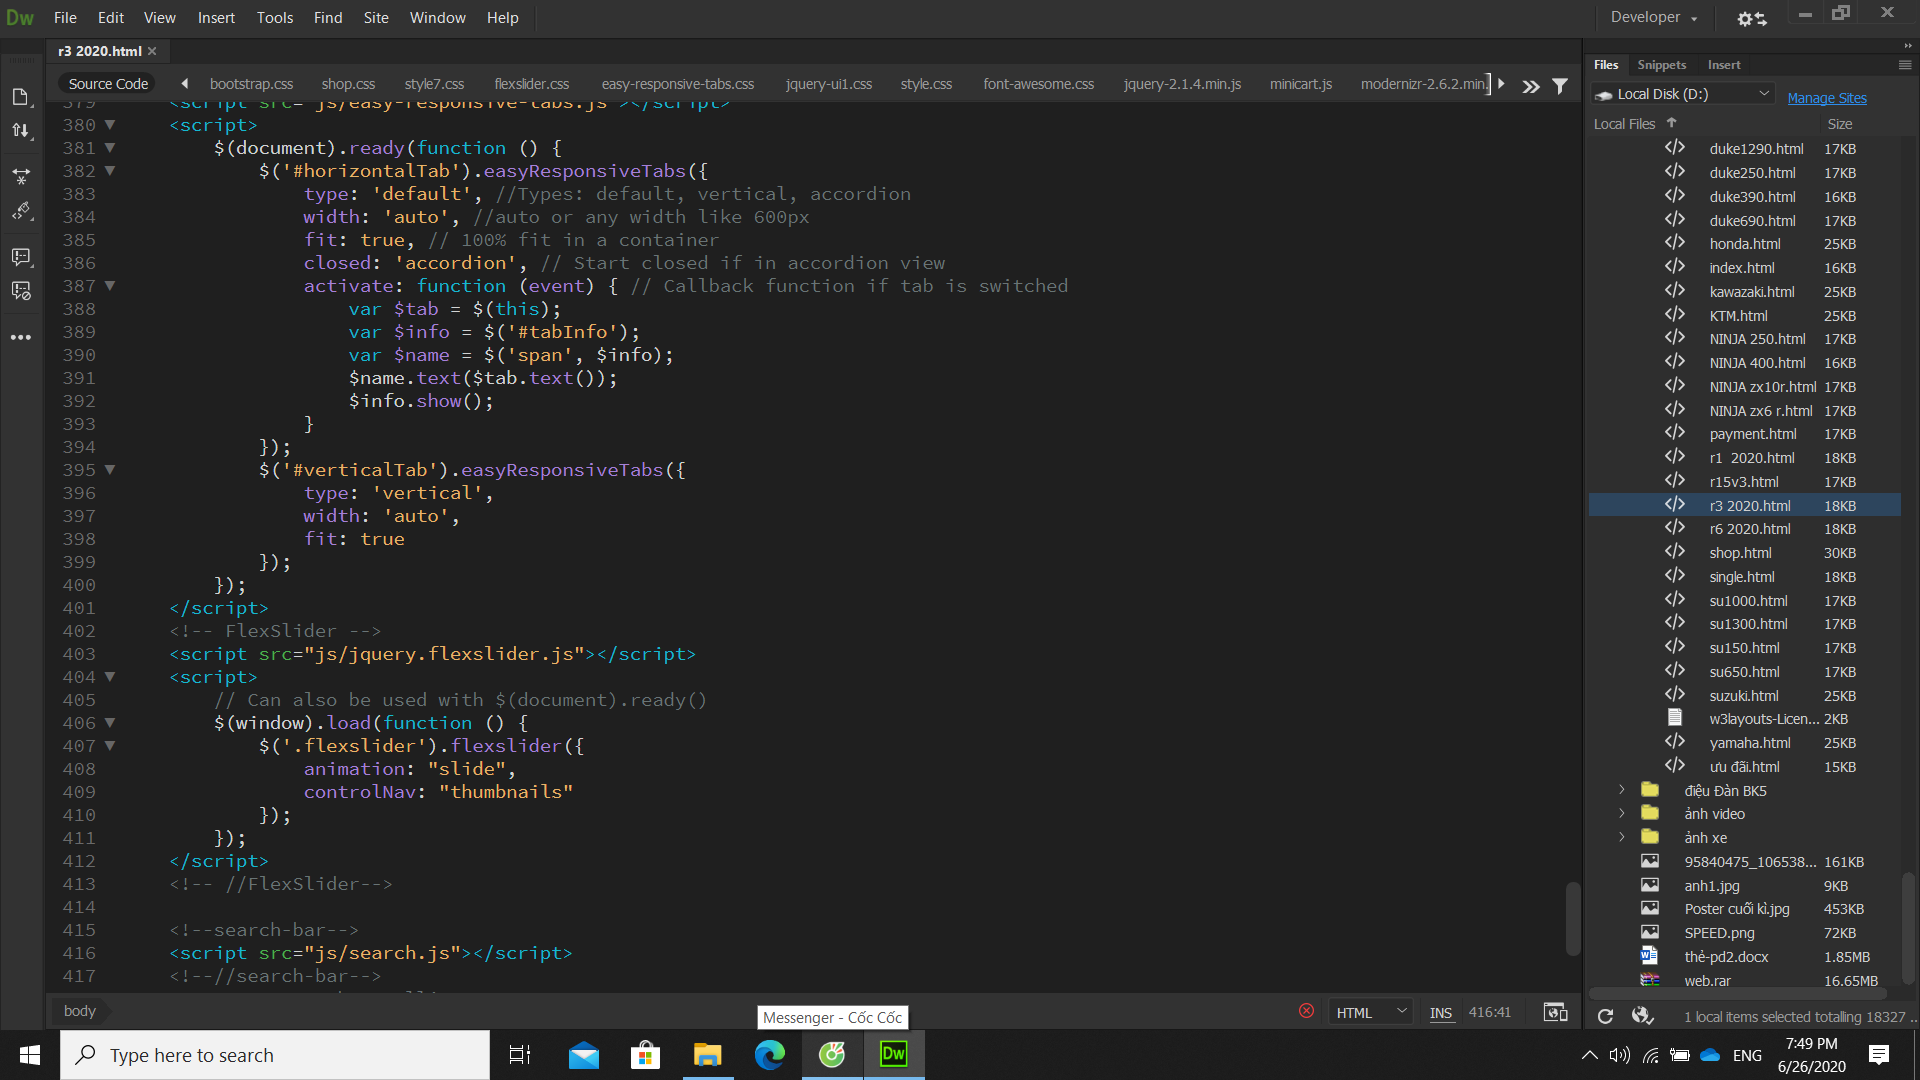 Dw File Edit View Insert Tools Find Site Window Help Developer
r3 2020.html
Source Code bootstrap.css shop.css style7.css flexslider.css easy-responsive-tabs.css jquery-ui1.css style.css font-awesome.css jquery-2.1.4.min.js minicart.js modernizr-2.6.2.min.
379 <script src="js/easy-responsive-tabs.js"></script>
380 <script>
381 $(document).ready(function () {
382 $('#horizontalTab').easyResponsiveTabs({
383 type: 'default', //Types: default, vertical, accordion
384 width: 'auto', //auto or any width like 600px
385 fit: true, // 100% fit in a container
386 closed: 'accordion', // Start closed if in accordion view
387 activate: function (event) { // Callback function if tab is switched
388 var $tab = $(this);
389 var $info = $('#tabInfo');
390 var $name = $('span', $info);
391 $name.text($tab.text());
392 $info.show();
393 }
394 });
395 $('#verticalTab').easyResponsiveTabs({
396 type: 'vertical',
397 width: 'auto',
398 fit: true
399 });
400 });
401 </script>
402 <!-- FlexSlider -->
403 <script src="js/jquery.flexslider.js"></script>
404 <script>
405 // Can also be used with $(document).ready()
406 $(window).load(function () {
407 $('.flexslider').flexslider({
408 animation: "slide",
409 controlNav: "thumbnails"
410 });
411 });
412 </script>
413 <!-- //FlexSlider-->
414
415 <!--search-bar-->
416 <script src="js/search.js"></script>
417 <!--//search-bar-->
body
HTML INS 416:41
Files Snippets Insert
Local Disk (D:) Manage Sites
Local Files Size
duke1290.html 17KB
duke250.html 17KB
duke390.html 16KB
duke690.html 17KB
honda.html 25KB
index.html 16KB
kawazaki.html 25KB
KTM.html 25KB
NINJA 250.html 17KB
NINJA 400.html 16KB
NINJA zx10r.html 17KB
NINJA zx6 r.html 17KB
payment.html 17KB
r1 2020.html 18KB
r15v3.html 17KB
r3 2020.html 18KB
r6 2020.html 18KB
shop.html 30KB
single.html 18KB
su1000.html 17KB
su1300.html 17KB
su150.html 17KB
su650.html 17KB
suzuki.html 25KB
w3layouts-Licen... 2KB
yamaha.html 25KB
ưu đãi.html 15KB
điệu Đàn BK5
ảnh video
ảnh xe
95840475_106538... 161KB
anh1.jpg 9KB
Poster cuối kì.jpg 453KB
SPEED.png 72KB
thẻ-pd2.docx 1.85MB
web.rar 16.65MB
1 local items selected totalling 18327 ..
Messenger - Cốc Cốc
Type here to search
Dw
ENG
7:49 PM
6/26/2020